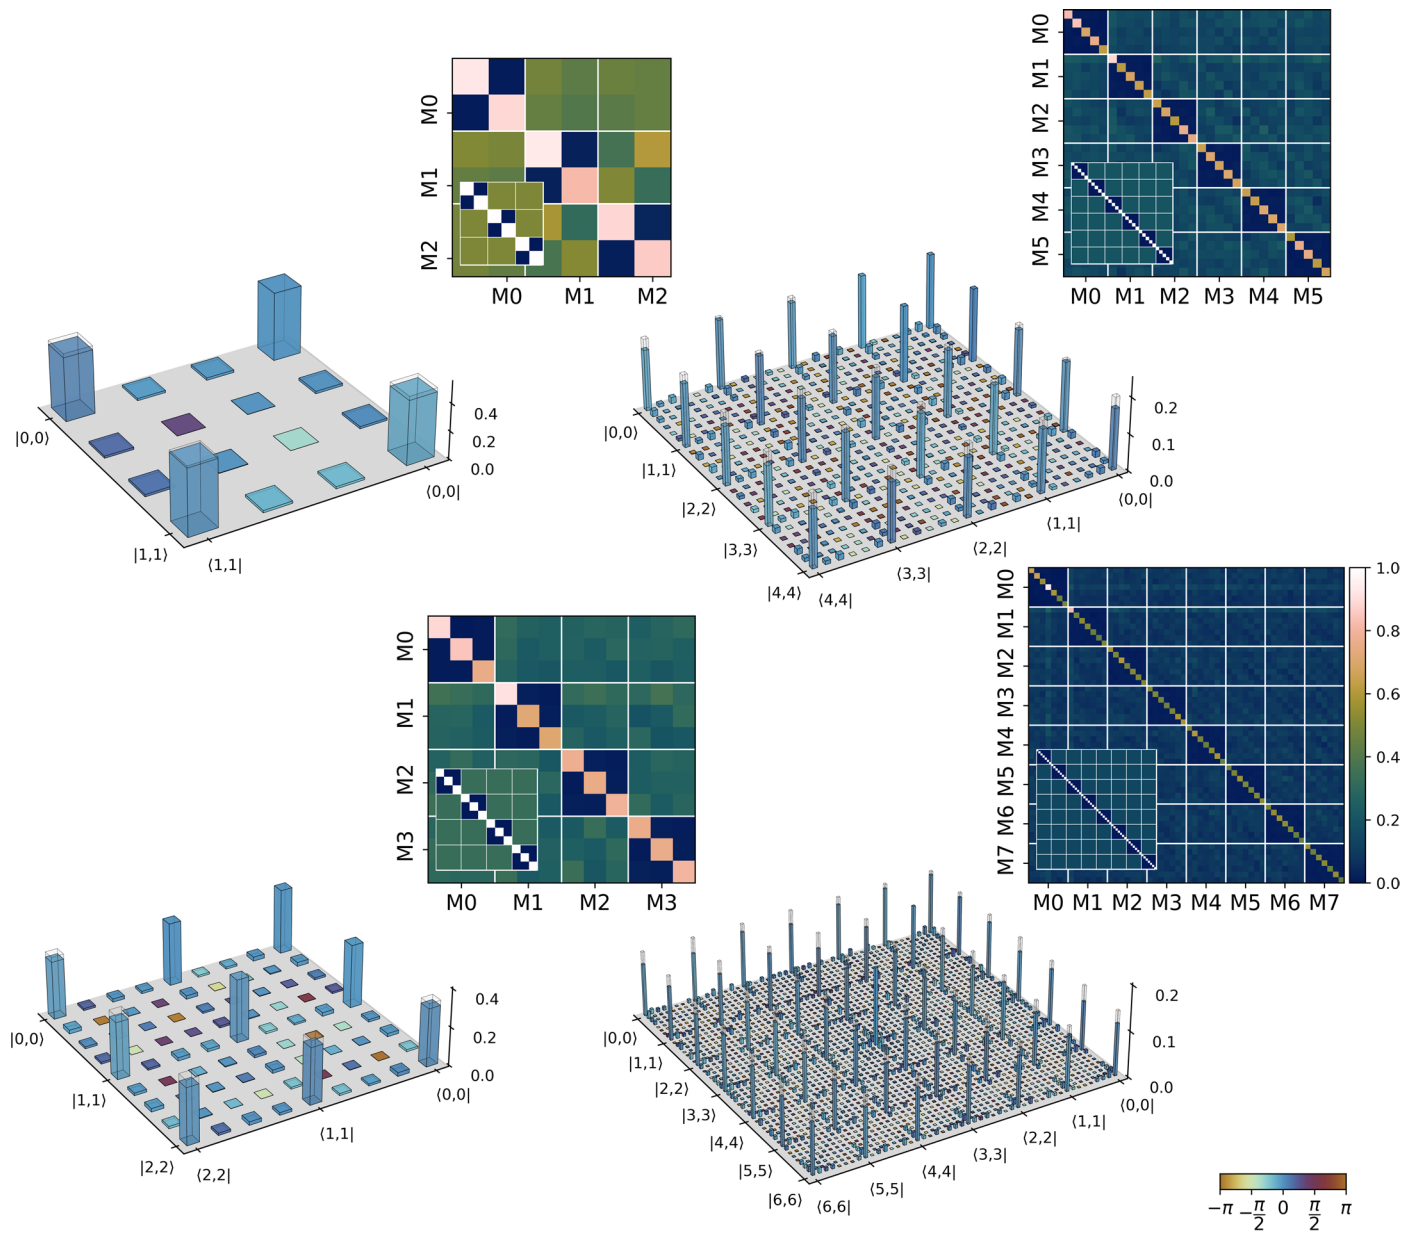 M0
M1
M2
M0 M1 M2
0.4
0.2
0.0
|0,0⟩
|1,1⟩
⟨1,1|
⟨0,0|
M0
M1
M2
M3
M4
M5
M0 M1 M2 M3 M4 M5
0.2
0.1
0.0
|0,0⟩
|1,1⟩
|2,2⟩
|3,3⟩
|4,4⟩
⟨4,4|
⟨3,3|
⟨2,2|
⟨1,1|
⟨0,0|
M0
M1
M2
M3
M0 M1 M2 M3
0.4
0.2
0.0
|0,0⟩
|1,1⟩
|2,2⟩
⟨2,2|
⟨1,1|
⟨0,0|
M0
M1
M2
M3
M4
M5
M6
M7
M0 M1 M2 M3 M4 M5 M6 M7
1.0
0.8
0.6
0.4
0.2
0.0
0.2
0.1
0.0
|0,0⟩
|1,1⟩
|2,2⟩
|3,3⟩
|4,4⟩
|5,5⟩
|6,6⟩
⟨6,6|
⟨5,5|
⟨4,4|
⟨3,3|
⟨2,2|
⟨1,1|
⟨0,0|
−π −π/2 0 π/2 π